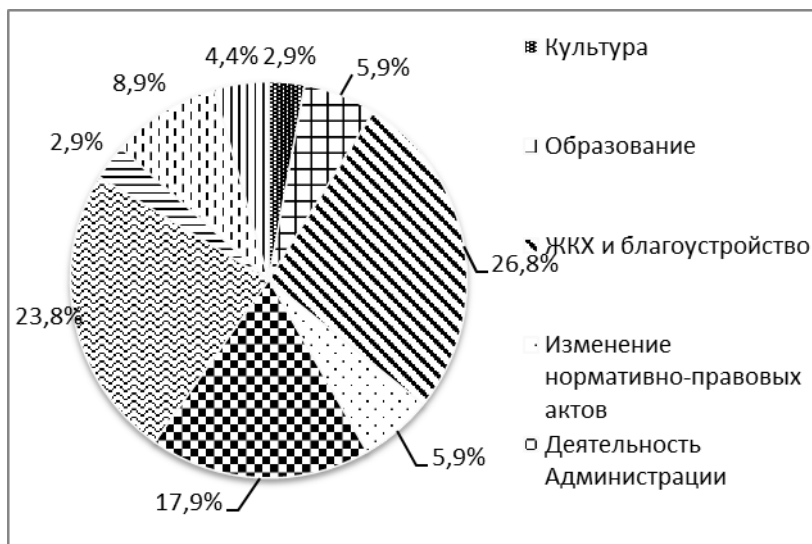 4,4%
2,9%
5,9%
8,9%
2,9%
26,8%
23,8%
5,9%
17,9%
Культура
Образование
ЖКХ и благоустройство
Изменение
нормативно-правовых
актов
Деятельность
Администрации